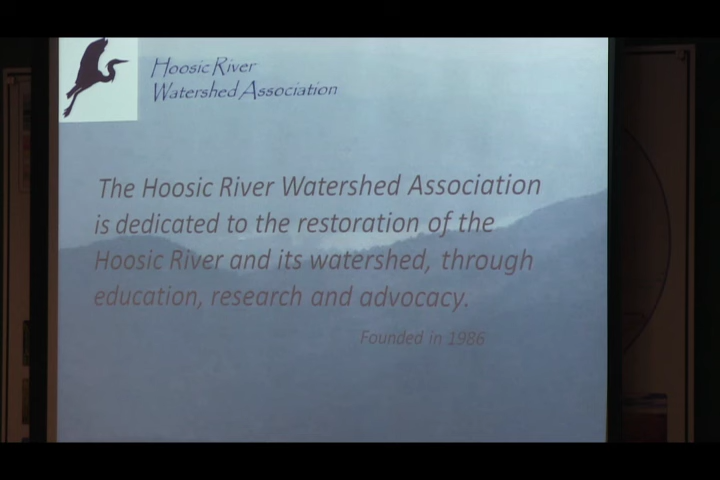 Hoosic River
Watershed Association
The Hoosic River Watershed Association
is dedicated to the restoration of the
Hoosic River and its watershed, through
education, research and advocacy.
Founded in 1986